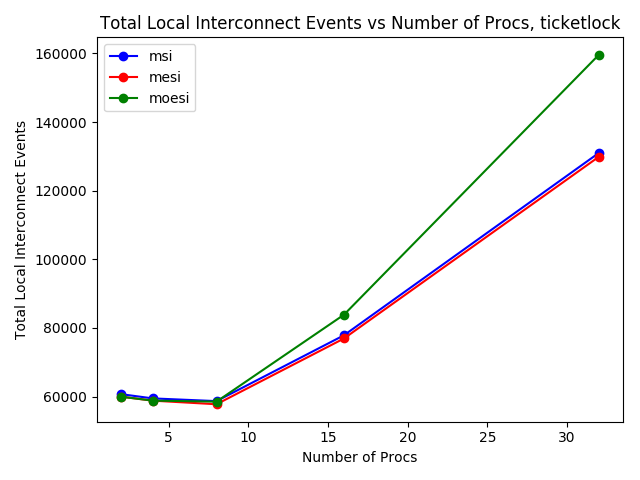 Total Local Interconnect Events vs Number of Procs, ticketlock
msi
mesi
moesi
160000
140000
120000
100000
80000
60000
Total Local Interconnect Events
5
10
15
20
25
30
Number of Procs